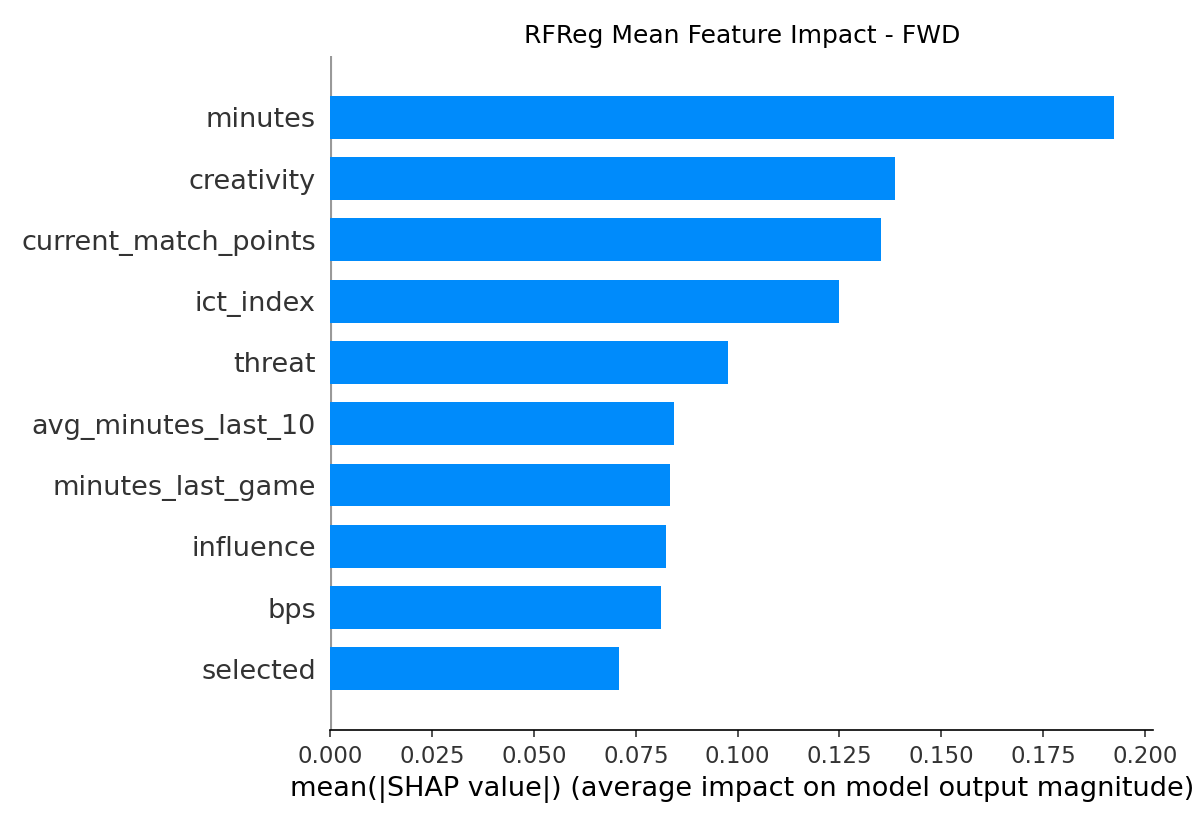 RFReg Mean Feature Impact - FWD
minutes
creativity
current_match_points
ict_index
threat
avg_minutes_last_10
minutes_last_game
influence
bps
selected
0.000 0.025 0.050 0.075 0.100 0.125 0.150 0.175 0.200
mean(|SHAP value|) (average impact on model output magnitude)